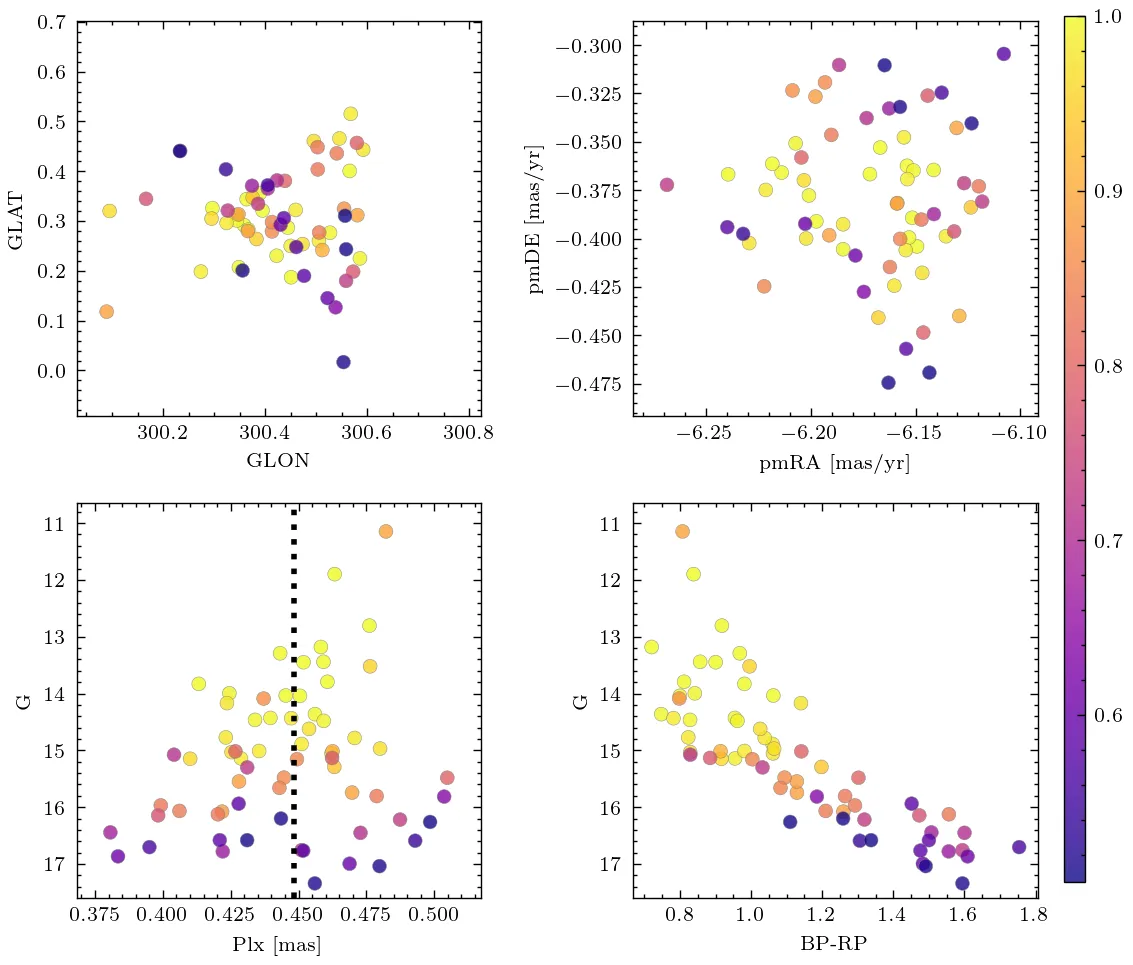 0.7
0.6
0.5
0.4
0.3
0.2
0.1
0.0
GLAT
300.2 300.4 300.6 300.8
GLON
−0.300
−0.325
−0.350
−0.375
−0.400
−0.425
−0.450
−0.475
pmDE [mas/yr]
−6.25 −6.20 −6.15 −6.10
pmRA [mas/yr]
1.0
0.9
0.8
0.7
0.6
11
12
13
14
15
16
17
G
0.375 0.400 0.425 0.450 0.475 0.500
Plx [mas]
11
12
13
14
15
16
17
G
0.8 1.0 1.2 1.4 1.6 1.8
BP-RP